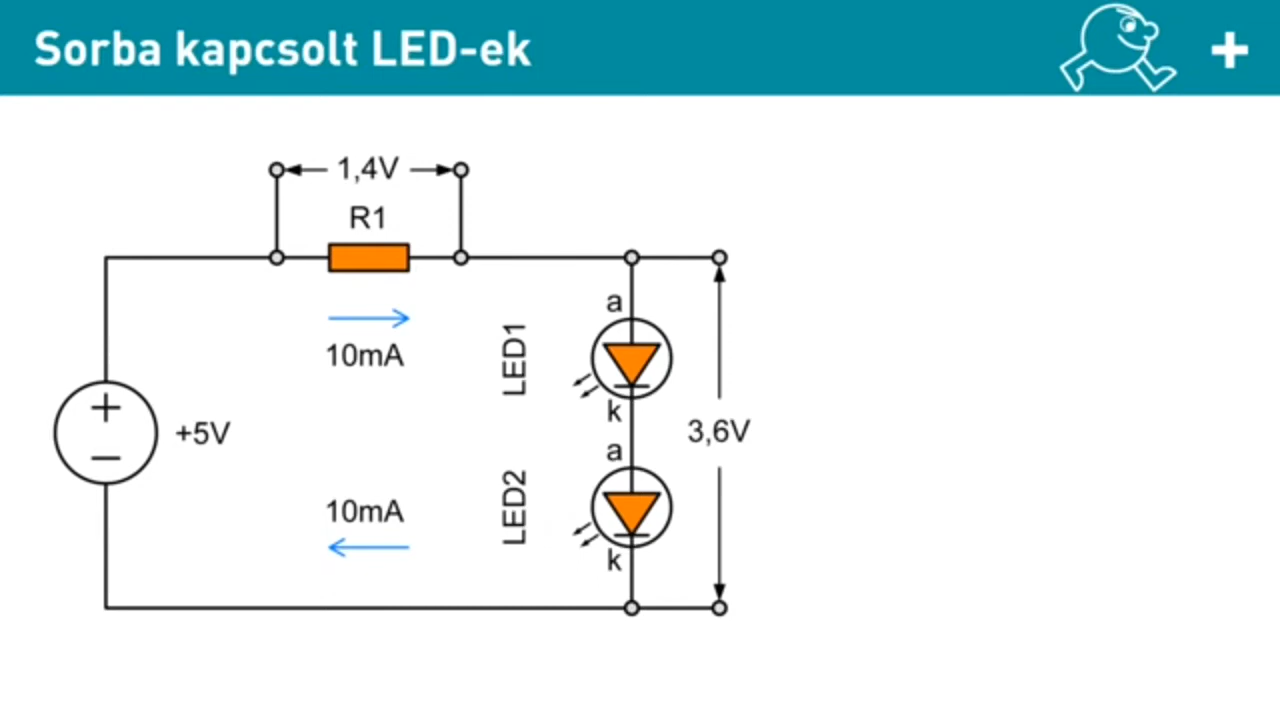 Sorba kapcsolt LED-ek
+
1,4V
R1
a
LED1
10mA
k
3,6V
+5V
a
LED2
10mA
k